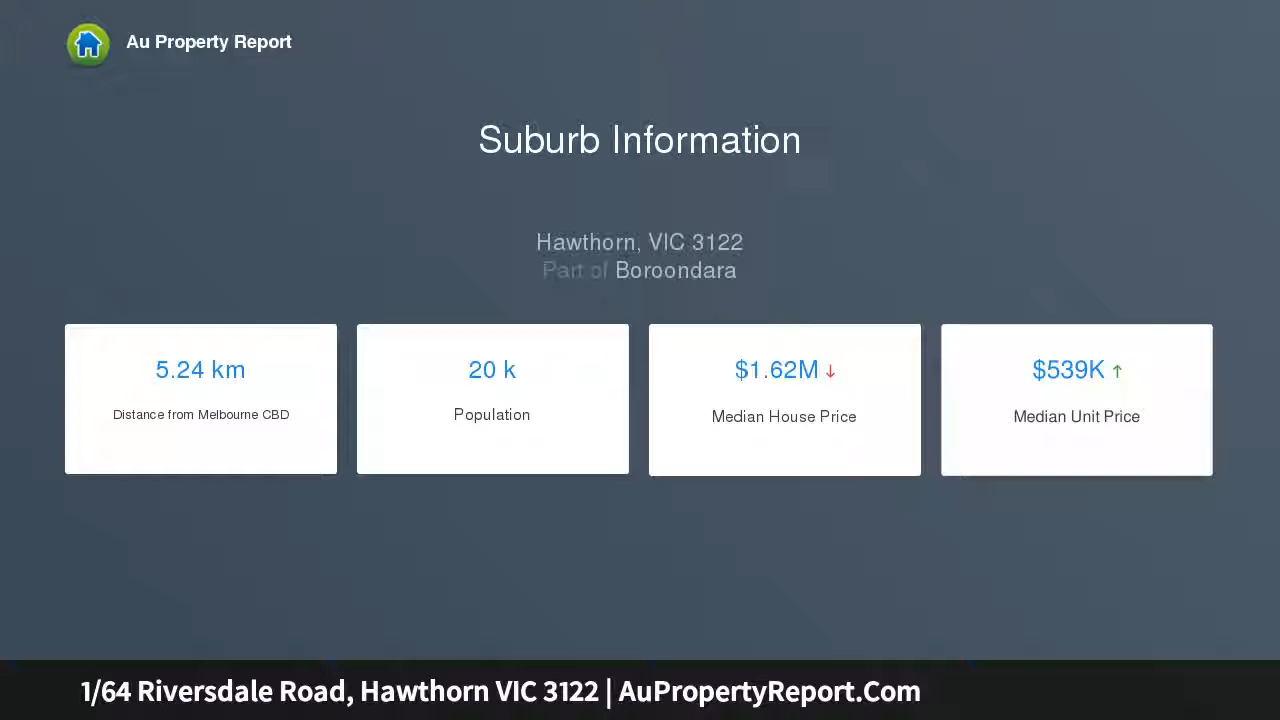 Au Property Report
Suburb Information
Hawthorn, VIC 3122
Part of Boroondara
5.24 km
Distance from Melbourne CBD
20 k
Population
$1.62M ↓
Median House Price
$539K ↑
Median Unit Price
1/64 Riversdale Road, Hawthorn VIC 3122 | AuPropertyReport.Com